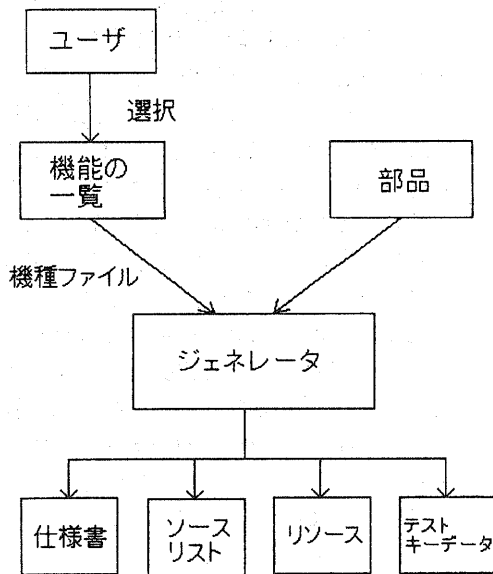 ユーザ
選択
機能の
一覧
部品
機種ファイル
ジェネレータ
仕様書
ソース
リスト
リソース
テスト
キーデータ